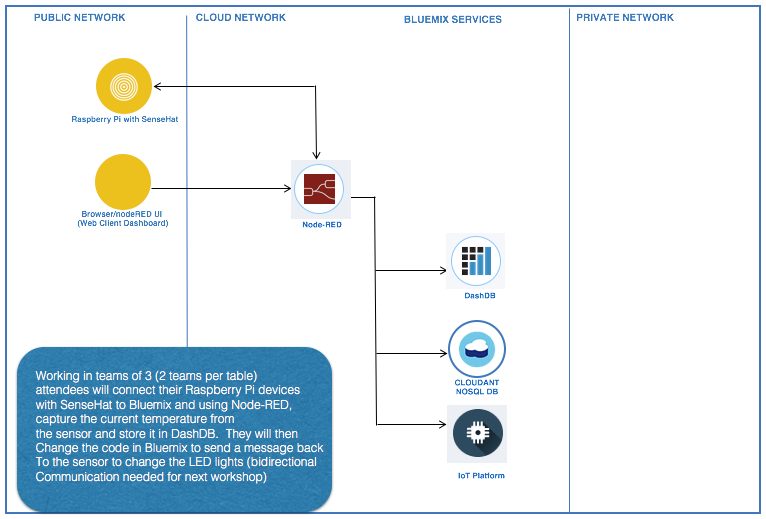 PUBLIC NETWORK
CLOUD NETWORK
BLUEMIX SERVICES
PRIVATE NETWORK
Raspberry Pi with SenseHat
Browser/nodeRED UI
(Web Client Dashboard)
Node-RED
DashDB
CLOUDANT
NOSQL DB
IoT Platform
Working in teams of 3 (2 teams per table)
attendees will connect their Raspberry Pi devices
with SenseHat to Bluemix and using Node-RED,
capture the current temperature from
the sensor and store it in DashDB. They will then
Change the code in Bluemix to send a message back
To the sensor to change the LED lights (bidirectional
Communication needed for next workshop)